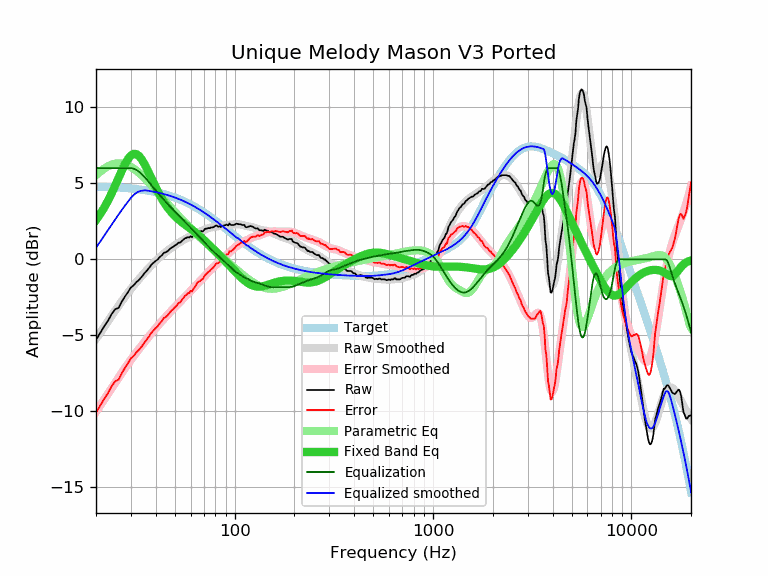 Unique Melody Mason V3 Ported
10
5
0
−5
−10
−15
Amplitude (dBr)
Target
Raw Smoothed
Error Smoothed
Raw
Error
Parametric Eq
Fixed Band Eq
Equalization
Equalized smoothed
100
1000
10000
Frequency (Hz)